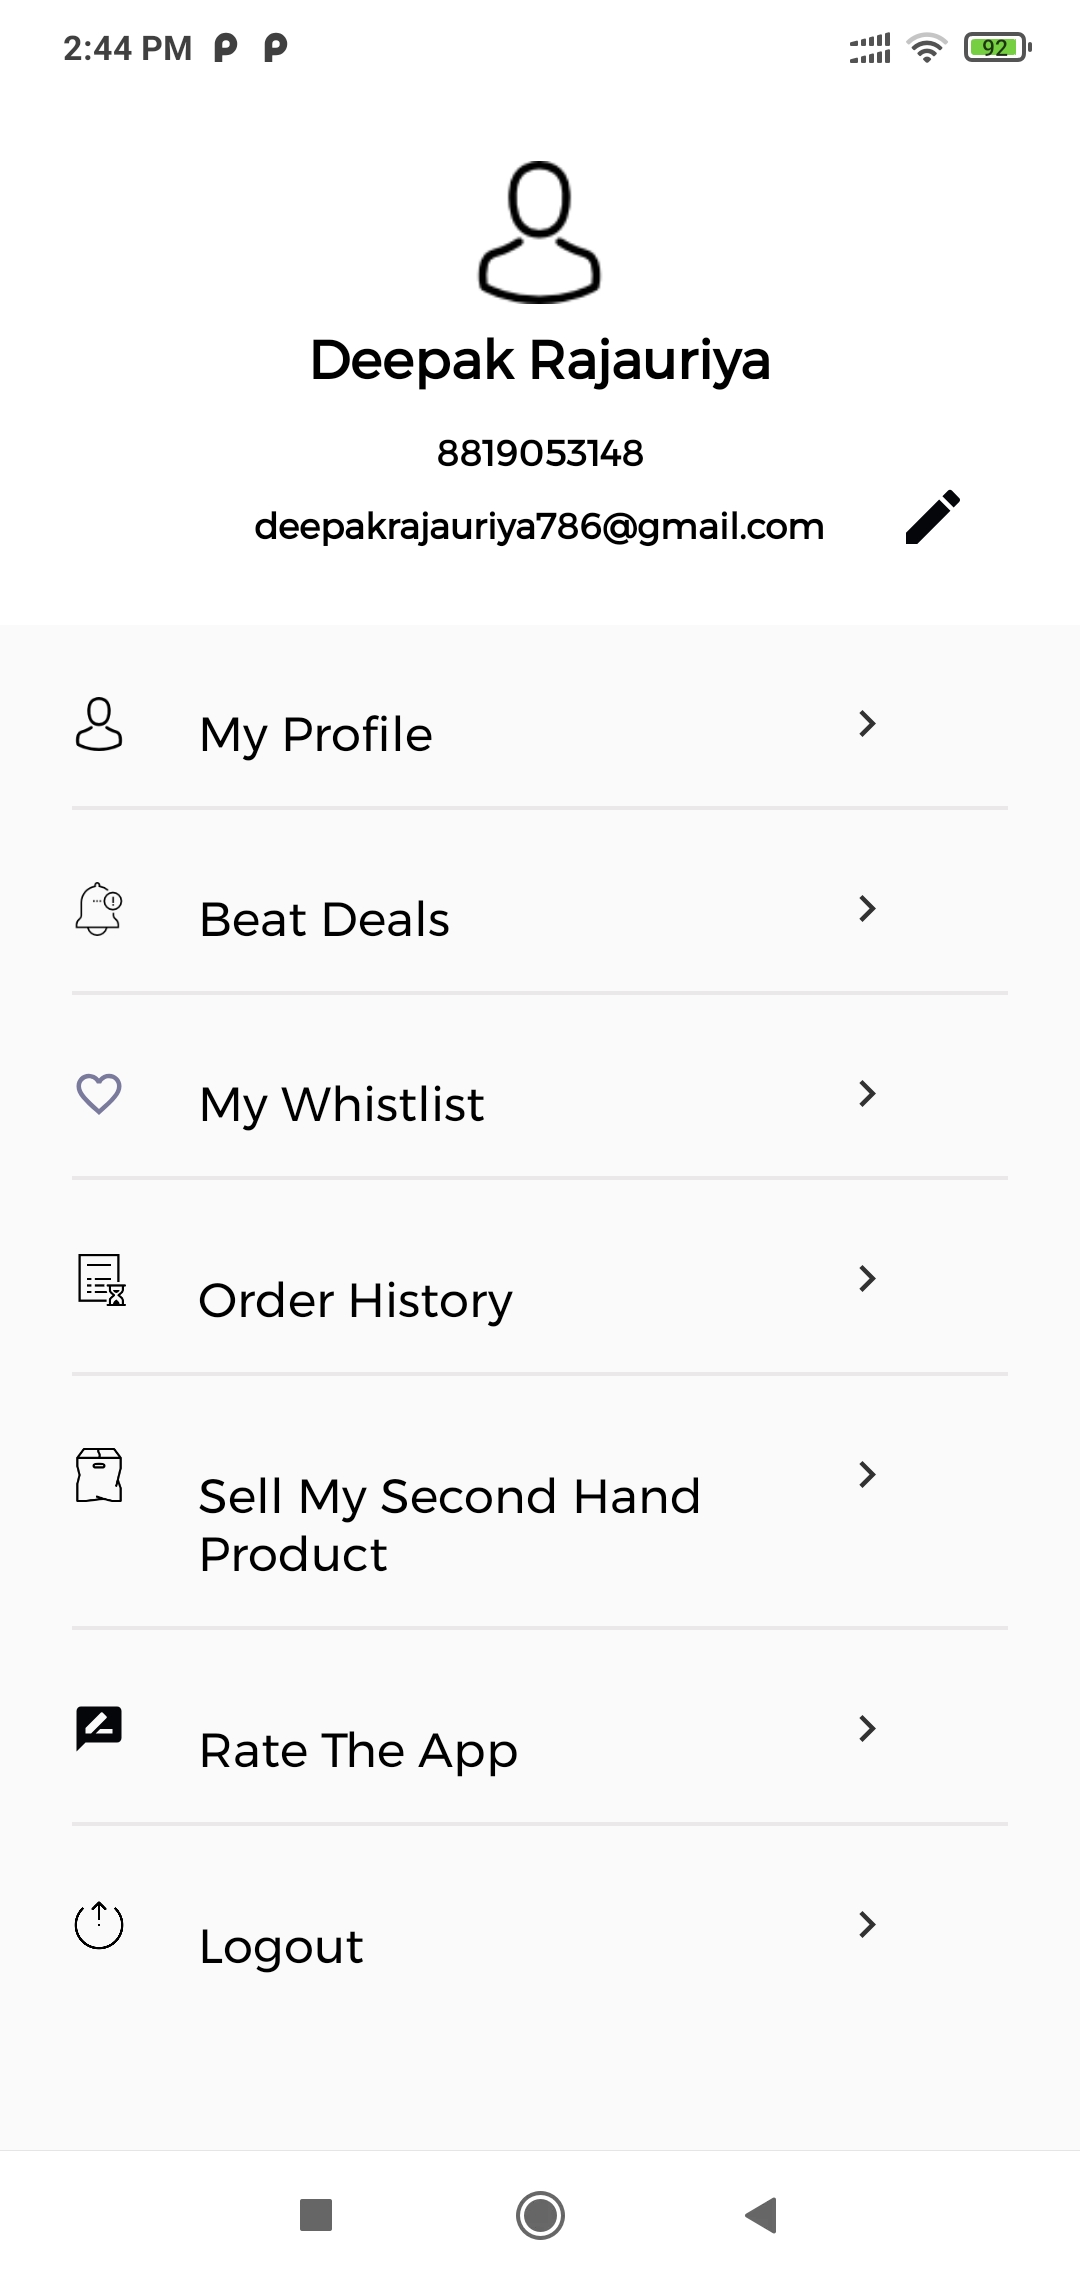 2:44 PM
92
Deepak Rajauriya
8819053148
deepakrajauriya786@gmail.com
My Profile
Beat Deals
My Whistlist
Order History
Sell My Second Hand
Product
Rate The App
Logout